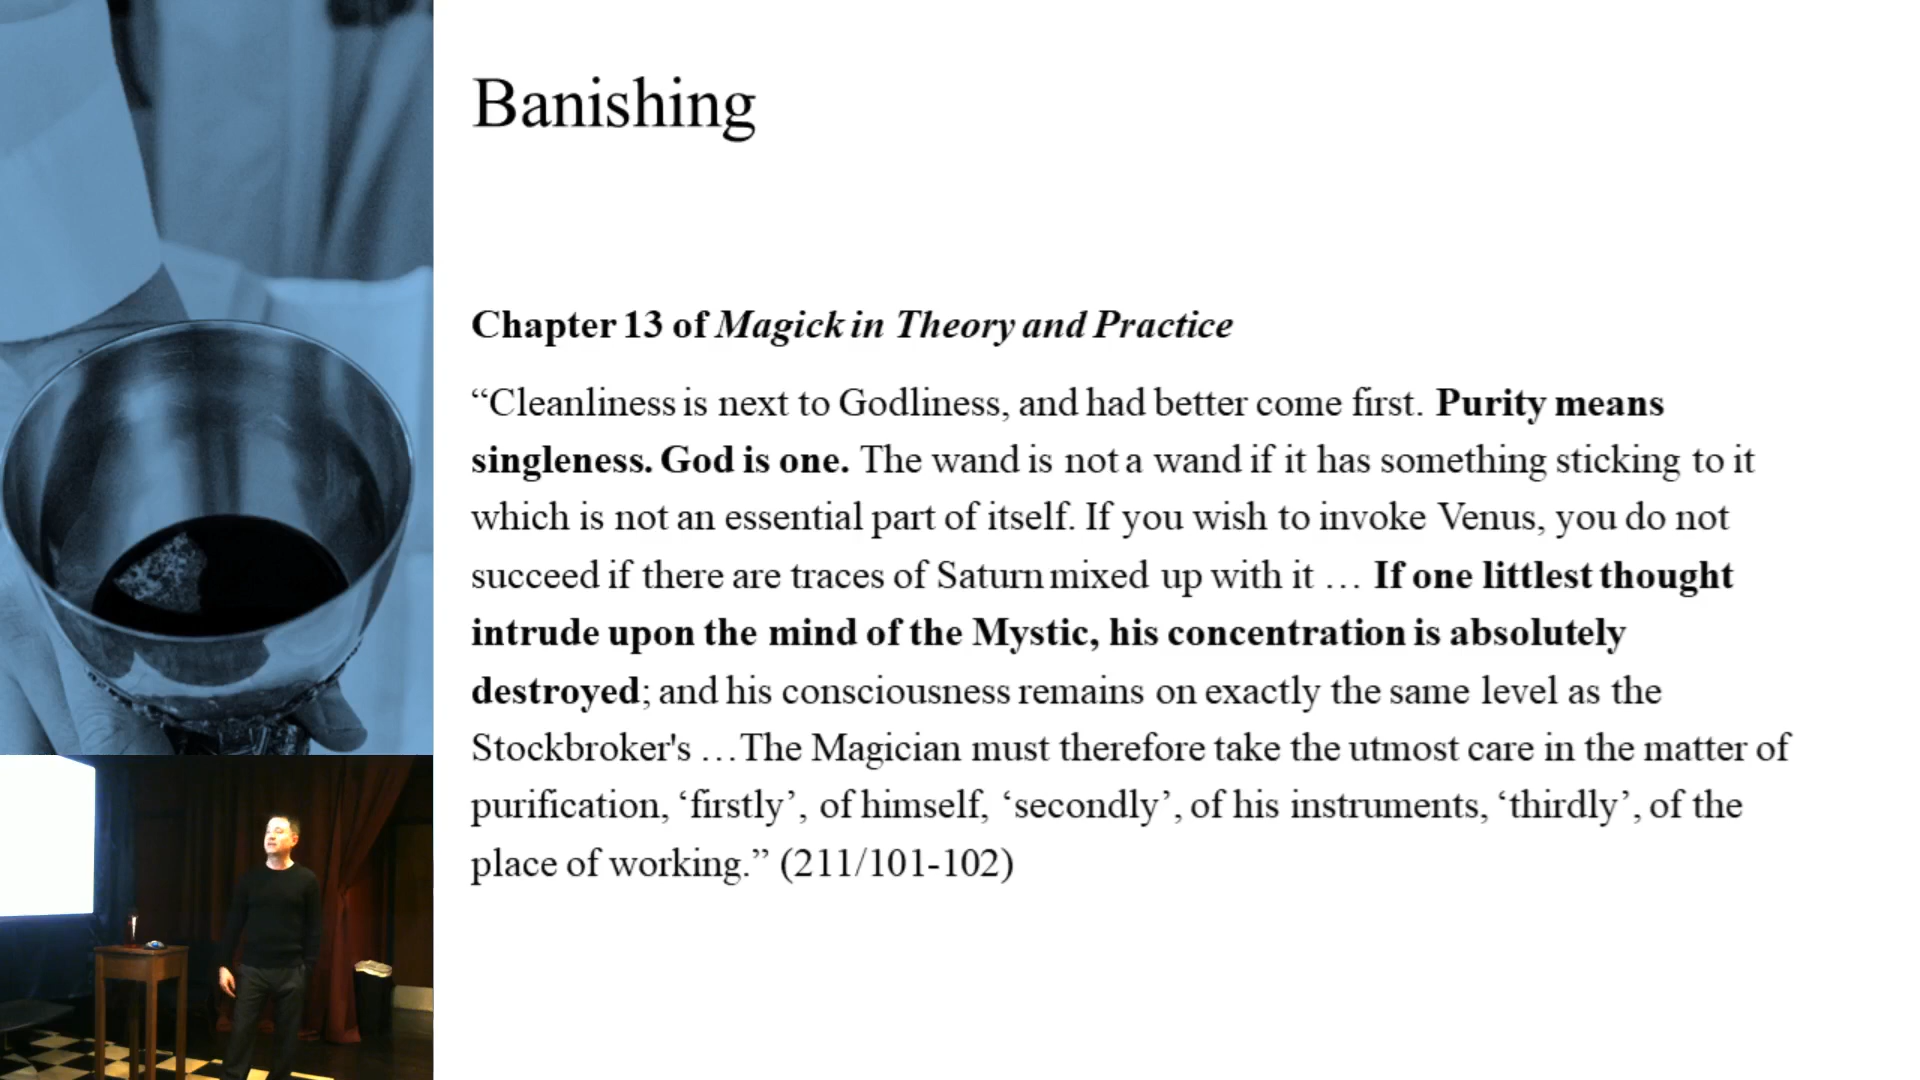 Banishing
Chapter 13 of Magick in Theory and Practice
“Cleanliness is next to Godliness, and had better come first. Purity means
singleness. God is one. The wand is not a wand if it has something sticking to it
which is not an essential part of itself. If you wish to invoke Venus, you do not
succeed if there are traces of Saturn mixed up with it … If one littlest thought
intrude upon the mind of the Mystic, his concentration is absolutely
destroyed; and his consciousness remains on exactly the same level as the
Stockbroker's …The Magician must therefore take the utmost care in the matter of
purification, ‘firstly’, of himself, ‘secondly’, of his instruments, ‘thirdly’, of the
place of working.” (211/101-102)